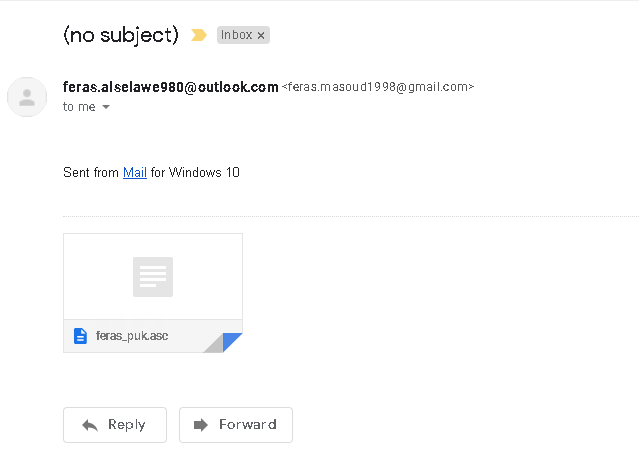 (no subject) Inbox x
feras.alselawe980@outlook.com <feras.masoud1998@gmail.com>
to me
Sent from Mail for Windows 10
feras_puk.asc
Reply Forward